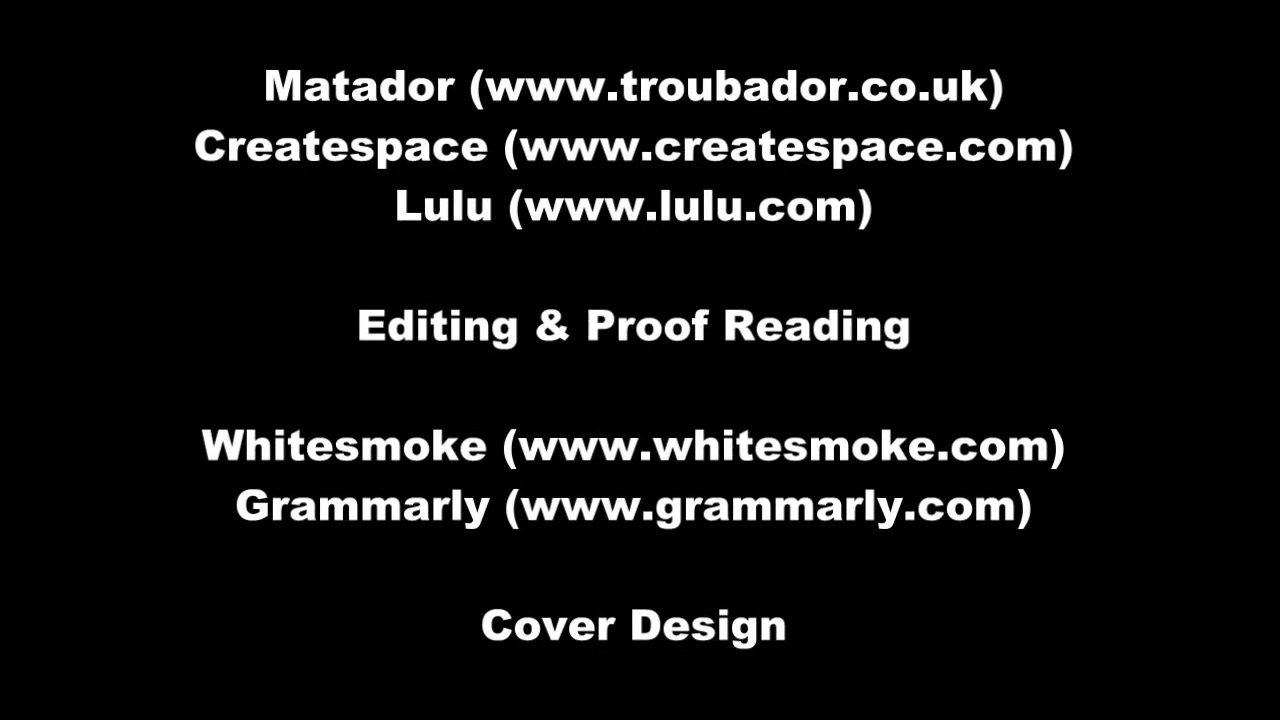 Matador (www.troubador.co.uk)
Createspace (www.createspace.com)
Lulu (www.lulu.com)
Editing & Proof Reading
Whitesmoke (www.whitesmoke.com)
Grammarly (www.grammarly.com)
Cover Design